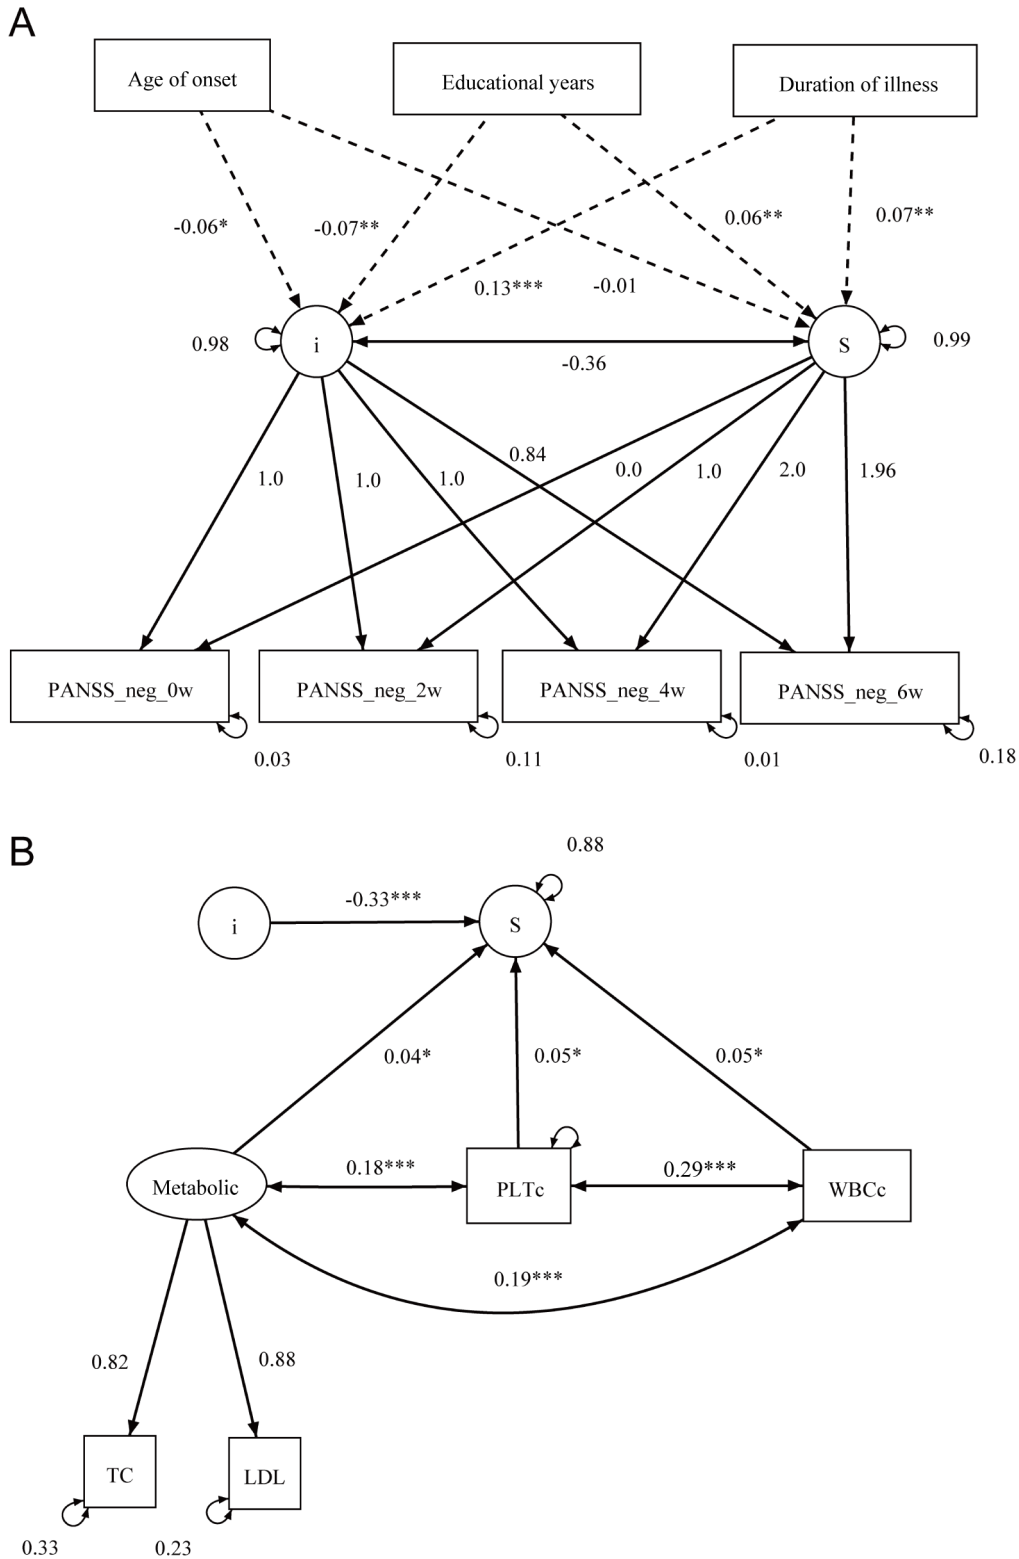 A
Age of onset
Educational years
Duration of illness
-0.06*
-0.07**
0.06**
0.07**
0.13***
-0.01
0.98
i
S
0.99
-0.36
1.0
1.0
1.0
0.84
0.0
1.0
2.0
1.96
PANSS_neg_0w
PANSS_neg_2w
PANSS_neg_4w
PANSS_neg_6w
0.03
0.11
0.01
0.18
B
0.88
i
-0.33***
S
0.04*
0.05*
0.05*
Metabolic
0.18***
PLTc
0.29***
WBCc
0.19***
0.82
0.88
TC
LDL
0.33
0.23